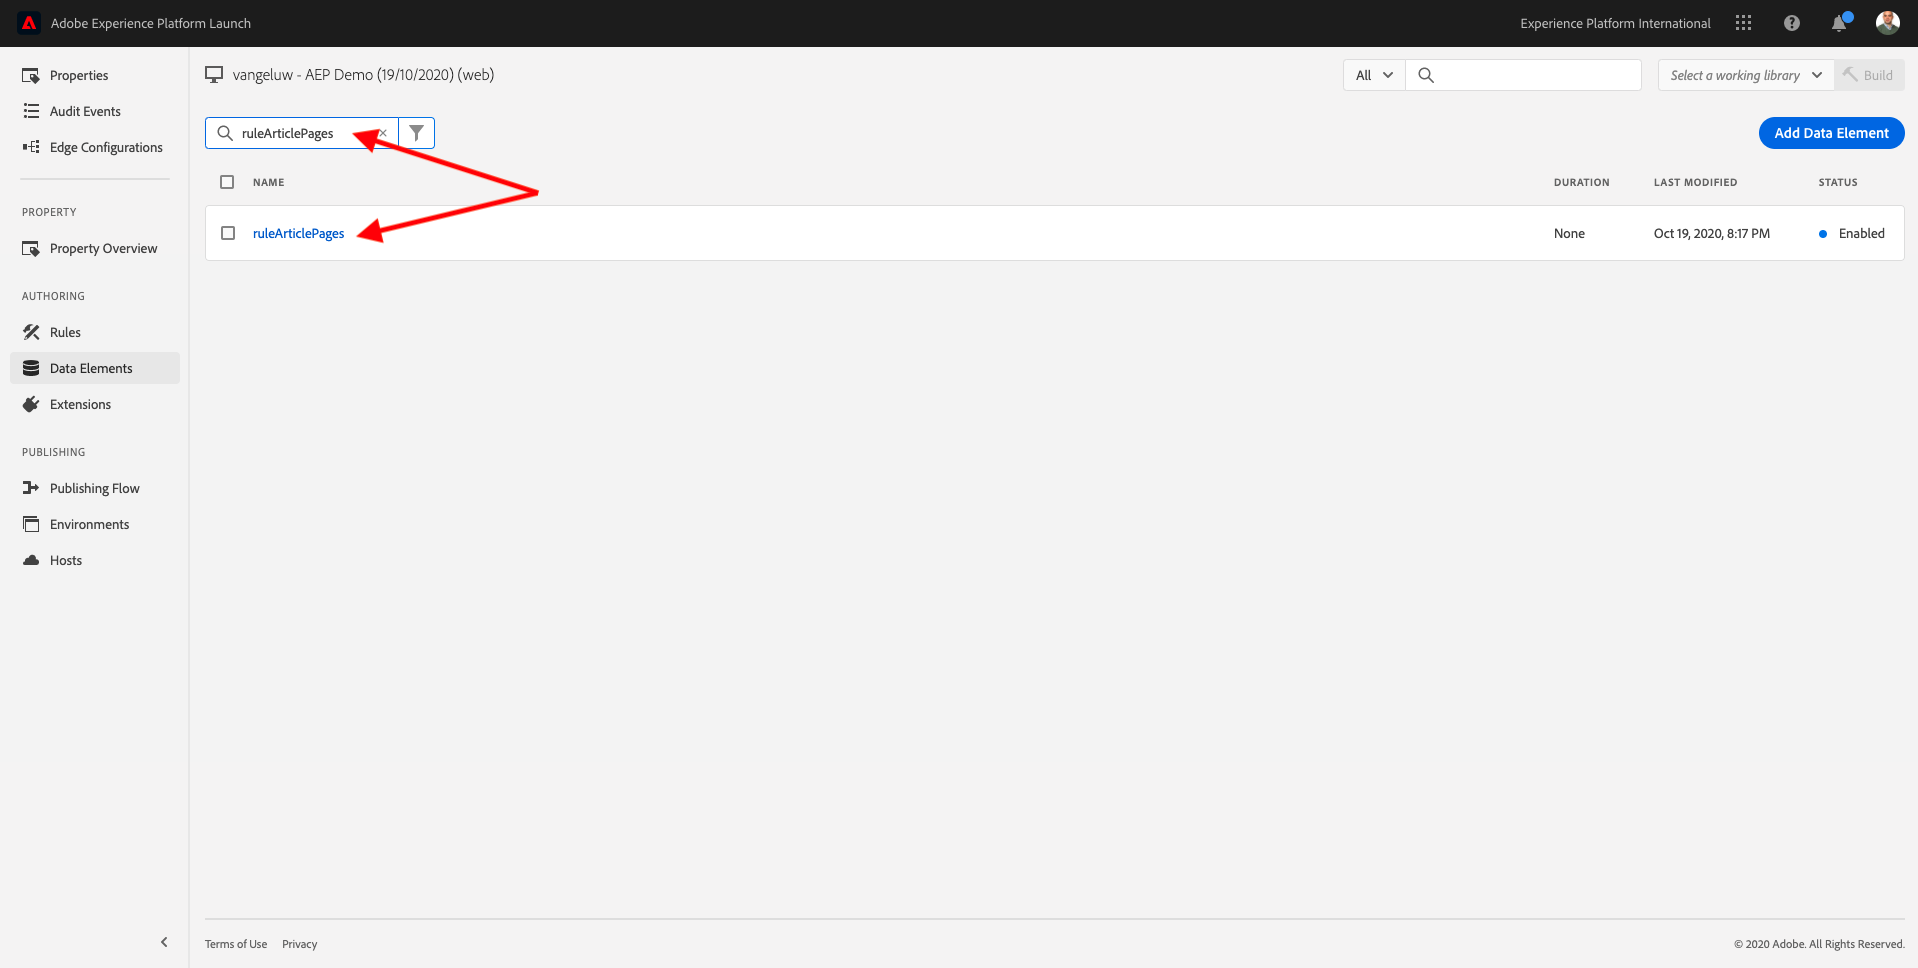 Adobe Experience Platform Launch
Experience Platform International
Properties
Audit Events
Edge Configurations
PROPERTY
Property Overview
AUTHORING
Rules
Data Elements
Extensions
PUBLISHING
Publishing Flow
Environments
Hosts
vangeluw - AEP Demo (19/10/2020) (web)
All
Select a working library
Build
ruleArticlePages
Add Data Element
NAME DURATION LAST MODIFIED STATUS
ruleArticlePages None Oct 19, 2020, 8:17 PM Enabled
Terms of Use Privacy
© 2020 Adobe. All Rights Reserved.